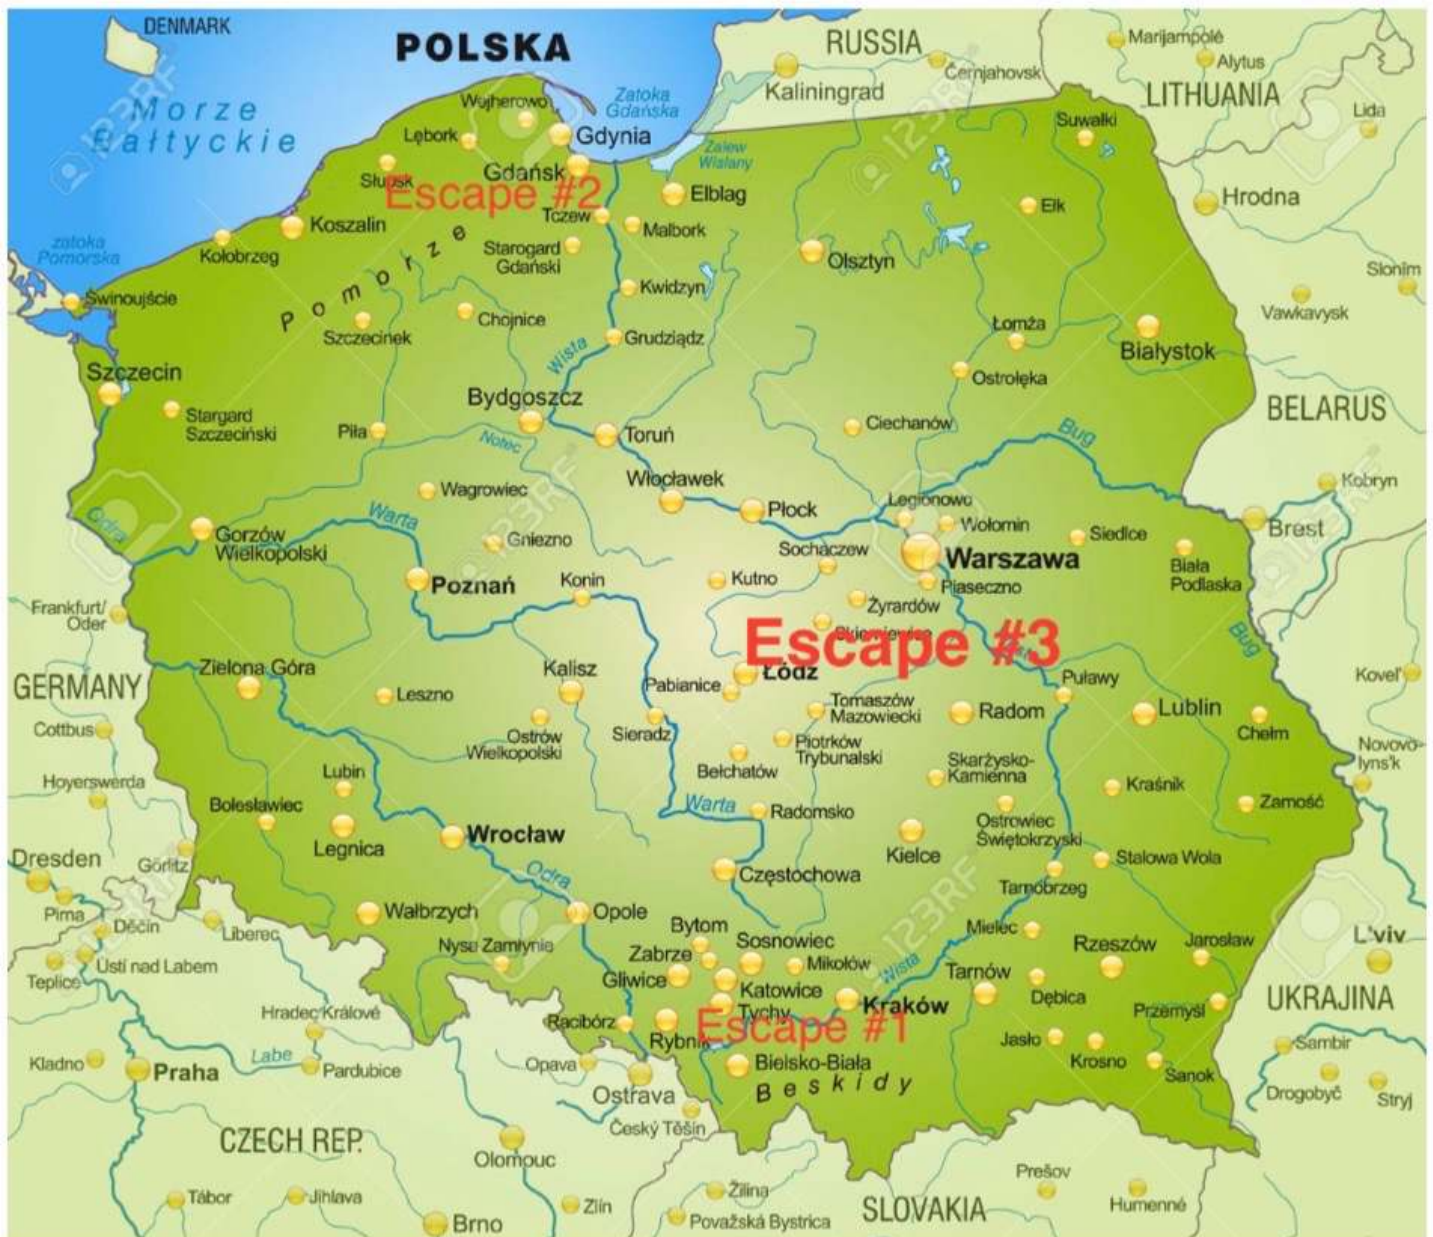 DENMARK
POLSKA
RUSSIA
Marijampolė
Alytus
Černjahovsk
Kaliningrad
LITHUANIA
Lida
Morze
Bałtyckie
Wejherowo
Zatoka
Gdańska
Lębork
Gdynia
Suwałki
Zalew
Wislany
Słupsk
Gdańsk
Escape #2
Elblag
Hrodna
Tczew
Ełk
Koszalin
Malbork
zatoka
Pomorska
Kołobrzeg
Pomorze
Starogard
Gdański
Olsztyn
Slonim
Świnoujście
Kwidzyn
Vawkavysk
Chojnice
Szczecinek
Grudziądz
Łomża
Białystok
Wisła
Szczecin
Ostrołęka
Bydgoszcz
BELARUS
Stargard
Szczeciński
Piła
Notec
Toruń
Ciechanów
Bug
Włocławek
Kobryn
Wagrowiec
Legionowo
Odra
Warta
Płock
Wołomin
Brest
Gorzów
Wielkopolski
Gniezno
Sochaczew
Siedlce
Warszawa
Biała
Podlaska
Poznań
Konin
Kutno
Piaseczno
Frankfurt/
Oder
Żyrardów
Skierniewice
Escape #3
Bug
Zielona Góra
Kalisz
Łódz
Kovel'
GERMANY
Leszno
Pabianice
Puławy
Tomaszów
Mazowiecki
Radom
Lublin
Cottbus
Ostrów
Wielkopolski
Sieradz
Piotrków
Trybunalski
Chełm
Novovo-
lyns'k
Hoyerswerda
Lubin
Bełchatów
Skarżysko-
Kamienna
Kraśnik
Bolesławiec
Warta
Radomsko
Zamość
Wrocław
Ostrowiec
Świętokrzyski
Legnica
Kielce
Dresden
Görlitz
Odra
Częstochowa
Stalowa Wola
Tarnobrzeg
Pirna
Wałbrzych
Opole
Děčín
Liberec
Bytom
Mielec
L'viv
Nysa Zamłynie
Zabrze
Sosnowiec
Rzeszów
Jarosław
Ústí nad Labem
Mikołów
Wisła
Tarnów
Teplice
Gliwice
Katowice
Dębica
UKRAJINA
Hradec Králové
Tychy
Kraków
Przemyśl
Racibórz
Escape #1
Rybnik
Jasło
Sambir
Kladno
Labe
Opava
Bielsko-Biała
Krosno
Praha
Pardubice
Beskidy
Sanok
Ostrava
Drogobyč
Stryj
Český Těšín
CZECH REP.
Olomouc
Prešov
Tábor
Jihlava
Zlín
Žilina
SLOVAKIA
Humenné
Brno
Považská Bystrica
123RF